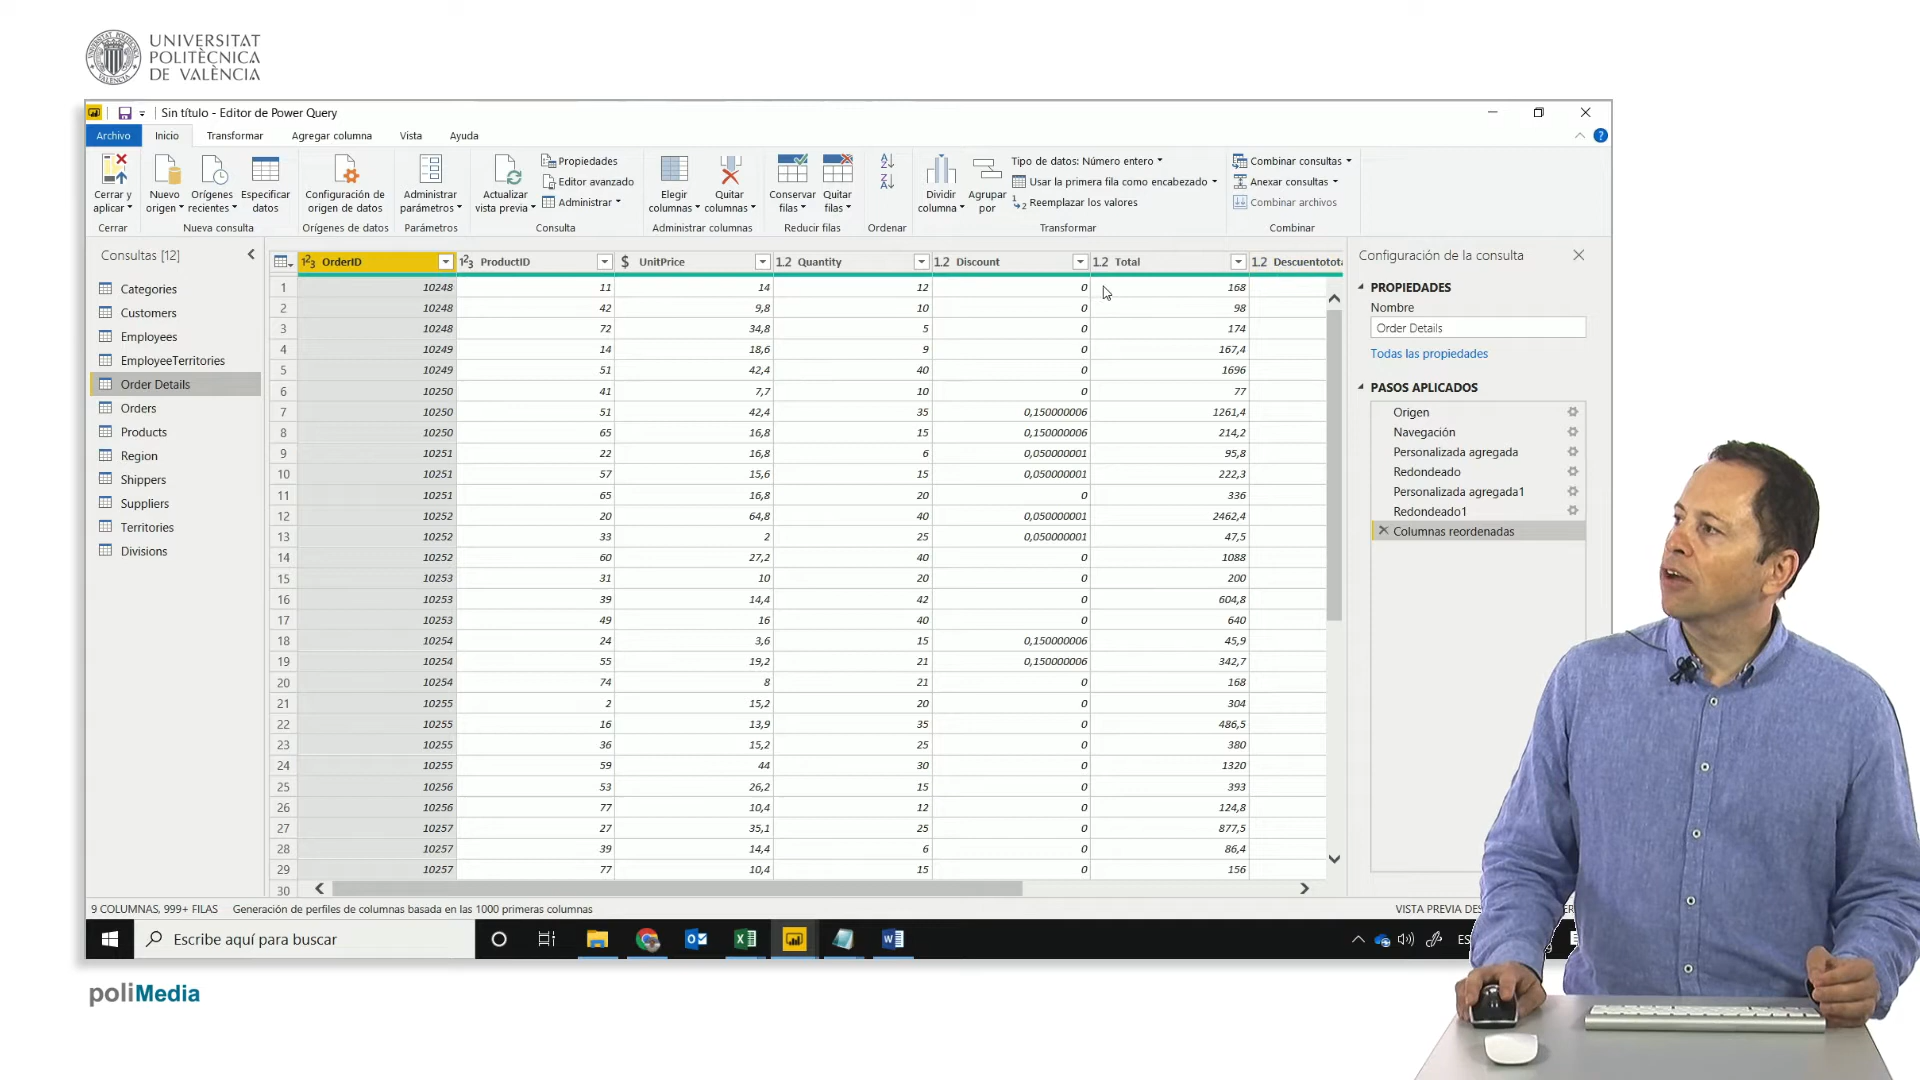 UNIVERSITAT
POLITÈCNICA
DE VALÈNCIA
Sin título - Editor de Power Query
Archivo Inicio Transformar Agregar columna Vista Ayuda
Cerrar y aplicar
Nuevo origen
Orígenes recientes
Especificar datos
Configuración de origen de datos
Administrar parámetros
Actualizar vista previa
Propiedades
Editor avanzado
Administrar
Elegir columnas
Quitar columnas
Conservar filas
Quitar filas
Dividir columna
Agrupar por
Tipo de datos: Número entero
Usar la primera fila como encabezado
Reemplazar los valores
Combinar consultas
Anexar consultas
Combinar archivos
Cerrar Nueva consulta Orígenes de datos Parámetros Consulta Administrar columnas Reducir filas Ordenar Transformar Combinar
Consultas [12]
Categories
Customers
Employees
EmployeeTerritories
Order Details
Orders
Products
Region
Shippers
Suppliers
Territories
Divisions
1²3 OrderID 1²3 ProductID $ UnitPrice 1.2 Quantity 1.2 Discount 1.2 Total 1.2 Descuentotota
1 10248 11 14 12 0 168
2 10248 42 9,8 10 0 98
3 10248 72 34,8 5 0 174
4 10249 14 18,6 9 0 167,4
5 10249 51 42,4 40 0 1696
6 10250 41 7,7 10 0 77
7 10250 51 42,4 35 0,150000006 1261,4
8 10250 65 16,8 15 0,150000006 214,2
9 10251 22 16,8 6 0,050000001 95,8
10 10251 57 15,6 15 0,050000001 222,3
11 10251 65 16,8 20 0 336
12 10252 20 64,8 40 0,050000001 2462,4
13 10252 33 2 25 0,050000001 47,5
14 10252 60 27,2 40 0 1088
15 10253 31 10 20 0 200
16 10253 39 14,4 42 0 604,8
17 10253 49 16 40 0 640
18 10254 24 3,6 15 0,150000006 45,9
19 10254 55 19,2 21 0,150000006 342,7
20 10254 74 8 21 0 168
21 10255 2 15,2 20 0 304
22 10255 16 13,9 35 0 486,5
23 10255 36 15,2 25 0 380
24 10255 59 44 30 0 1320
25 10256 53 26,2 15 0 393
26 10256 77 10,4 12 0 124,8
27 10257 27 35,1 25 0 877,5
28 10257 39 14,4 6 0 86,4
29 10257 77 10,4 15 0 156
30
Configuración de la consulta
PROPIEDADES
Nombre
Order Details
Todas las propiedades
PASOS APLICADOS
Origen
Navegación
Personalizada agregada
Redondeado
Personalizada agregada1
Redondeado1
Columnas reordenadas
9 COLUMNS, 999+ FILAS Generación de perfiles de columnas basada en las 1000 primeras columnas VISTA PREVIA DES
Escribe aquí para buscar
poliMedia